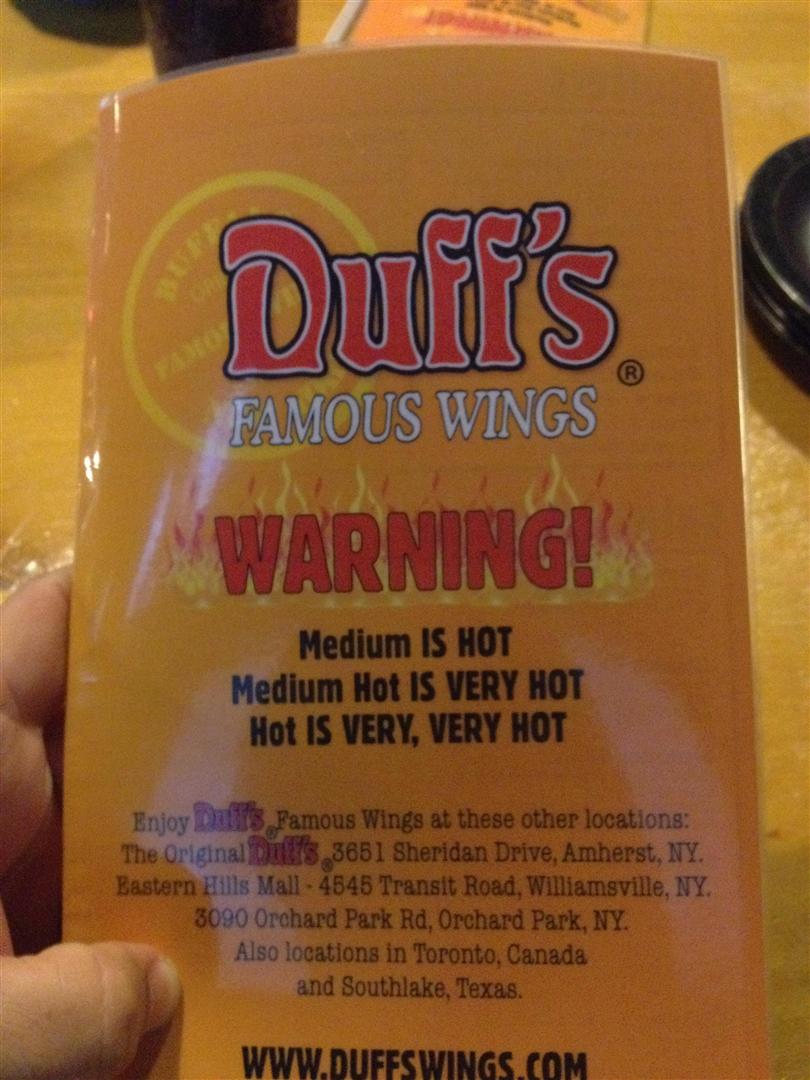 Duff's®
FAMOUS WINGS
WARNING!
Medium IS HOT
Medium Hot IS VERY HOT
Hot IS VERY, VERY HOT
Enjoy Duff's® Famous Wings at these other locations:
The Original Duff's® 3651 Sheridan Drive, Amherst, NY.
Eastern Hills Mall - 4545 Transit Road, Williamsville, NY.
3090 Orchard Park Rd, Orchard Park, NY.
Also locations in Toronto, Canada
and Southlake, Texas.
WWW.DUFFSWINGS.COM